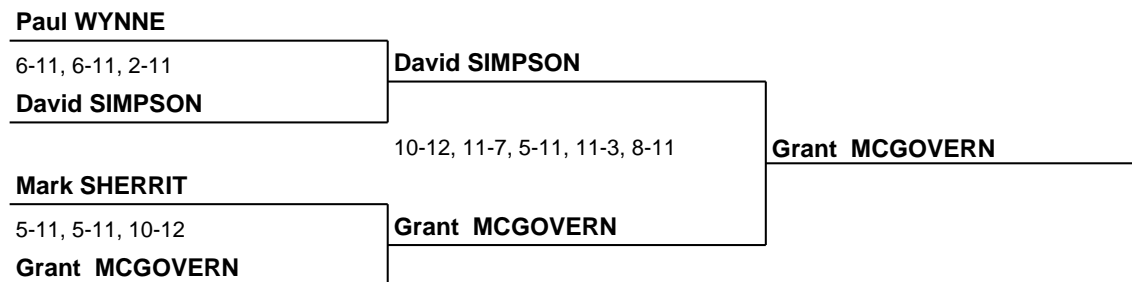 Paul WYNNE
6-11, 6-11, 2-11
David SIMPSON
David SIMPSON
10-12, 11-7, 5-11, 11-3, 8-11
Grant  MCGOVERN
Mark SHERRIT
5-11, 5-11, 10-12
Grant  MCGOVERN
Grant  MCGOVERN